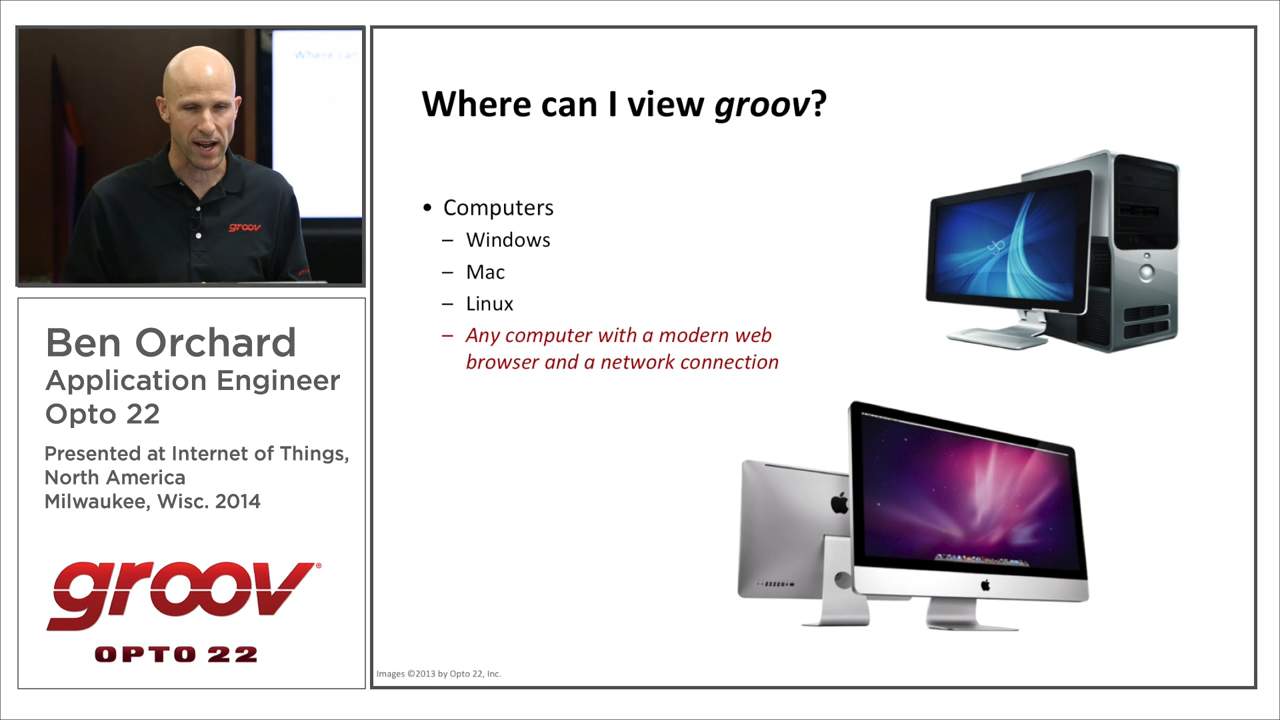 groov
Ben Orchard
Application Engineer
Opto 22
Presented at Internet of Things,
North America
Milwaukee, Wisc. 2014
groov®
OPTO 22
Where can I view groov?
• Computers
– Windows
– Mac
– Linux
– Any computer with a modern web
browser and a network connection
Images ©2013 by Opto 22, Inc.